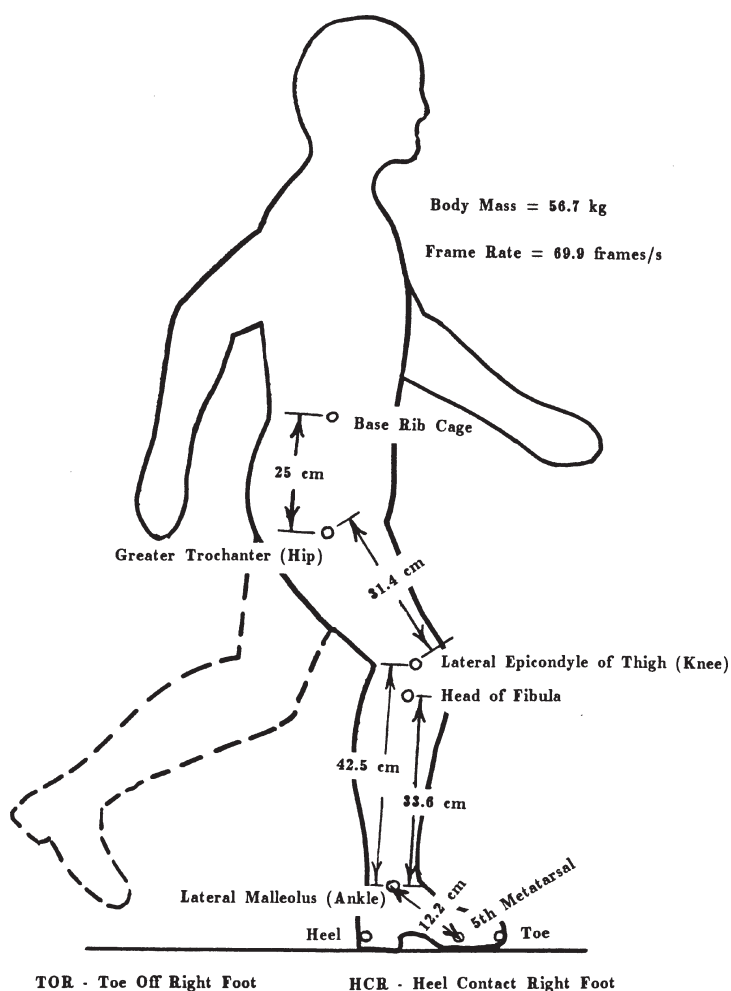 Body Mass = 56.7 kg
Frame Rate = 69.9 frames/s
Base Rib Cage
25 cm
Greater Trochanter (Hip)
31.4 cm
Lateral Epicondyle of Thigh (Knee)
Head of Fibula
42.5 cm
33.6 cm
Lateral Malleolus (Ankle)
12.2 cm
5th Metatarsal
Heel
Toe
TOR - Toe Off Right Foot
HCR - Heel Contact Right Foot